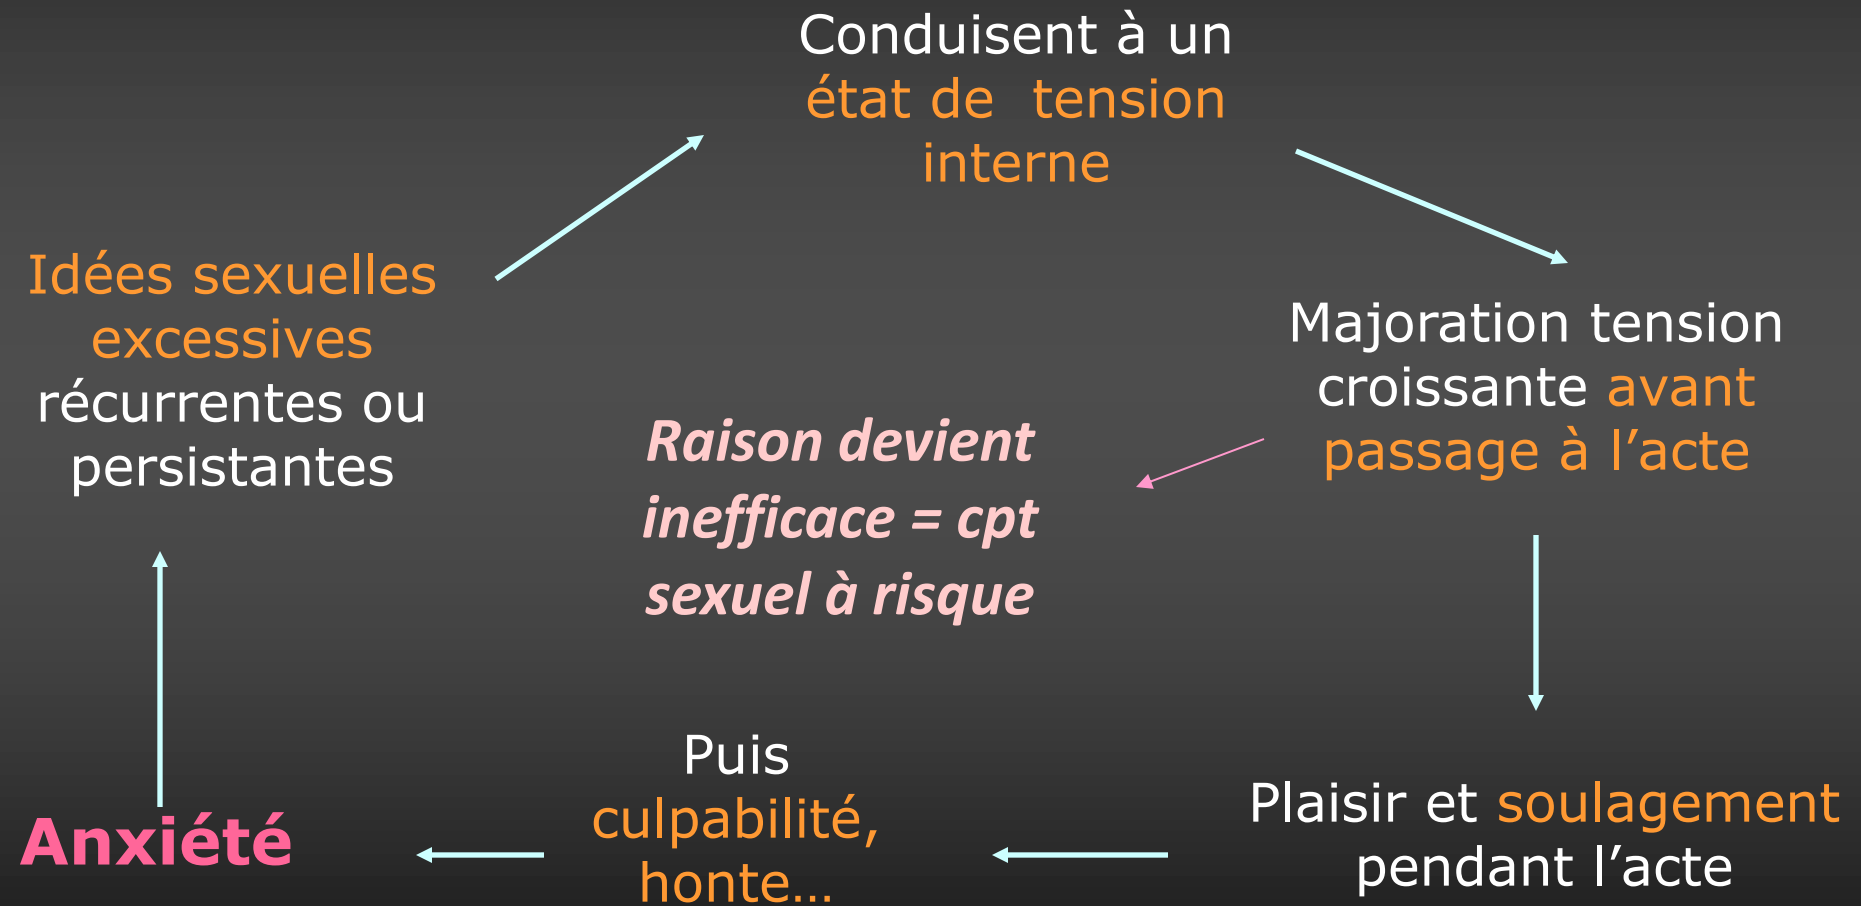 Conduisent à un
état de tension
interne
Idées sexuelles
excessives
récurrentes ou
persistantes
Majoration tension
croissante avant
passage à l’acte
Raison devient
inefficace = cpt
sexuel à risque
Plaisir et soulagement
pendant l’acte
Puis
culpabilité,
honte…
Anxiété